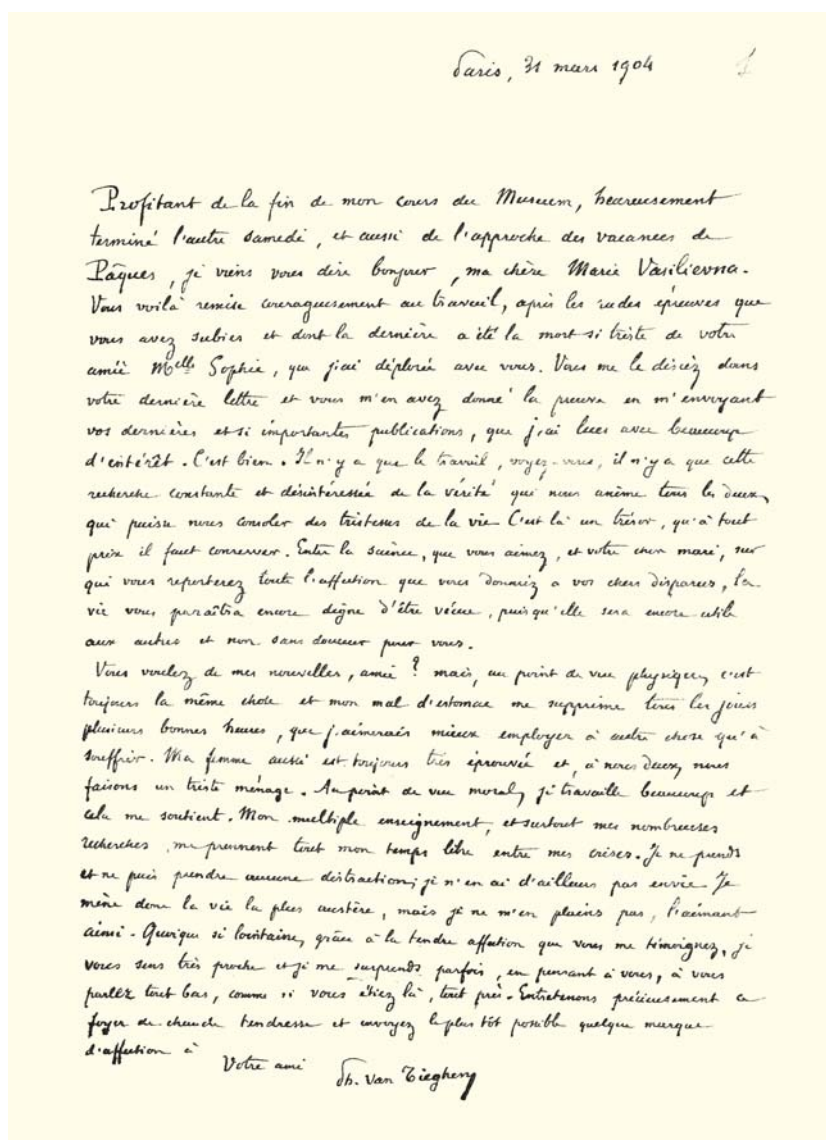 Paris, 31 mars 1904
1
Profitant de la fin de mon cours du Museum, heureusement
terminé l'autre samedi, et aussi de l'approche des vacances de
Pâques, je viens vous dire bonjour, ma chère Marie Vasilievna.
Vous voilà remise courageusement au travail, après les rudes épreuves que
vous avez subies et dont la dernière a été la mort si triste de votre
amie Melle Sophie, que j'ai déplorée avec vous. Vous me le disiez dans
votre dernière lettre et vous m'en avez donné la preuve en m'envoyant
vos dernières et si importantes publications, que j'ai lues avec beaucoup
d'intérêt. C'est bien. Il n'y a que le travail, voyez-vous, il n'y a que cette
recherche constante et désintéressée de la vérité qui nous anime tous les deux,
qui puisse nous consoler des tristesses de la vie C'est là un trésor, qu'à tout
prix il faut conserver. Entre la science, que vous aimez, et votre cher mari, sur
qui vous reporterez toute l'affection que vous donniez a vos chers disparus, la
vie vous paraîtra encore digne d'être vécue, puisqu'elle sera encore utile
aux autres et non sans douceur pour vous.
Vous voulez de mes nouvelles, amie ? mais, au point de vue physique, c'est
toujours la même chose et mon mal d'estomac me supprime tous les jours
plusieurs bonnes heures, que j'aimerais mieux employer à autre chose qu'à
souffrir. Ma femme aussi est toujours très éprouvée et, à nous deux, nous
faisons un triste ménage. Au point de vue moral, je travaille beaucoup et
cela me soutient. Mon multiple enseignement, et surtout mes nombreuses
recherches, me prennent tout mon temps libre entre mes crises. Je ne prends
et ne puis prendre aucune distraction; je n'en ai d'ailleurs pas envie. Je
mène donc la vie la plus austère, mais je ne m'en plains pas, l'aimant
ainsi. Quoique si lointaine, grâce à la tendre affection que vous me témoignez, je
vous sens très proche et je me surprends parfois, en pensant à vous, à vous
parlez tout bas, comme si vous étiez là, tout près. Entretenons précieusement ce
foyer de chaude tendresse et envoyez le plus tôt possible quelque marque
d'affection à
Votre ami
Ph. van Tieghem